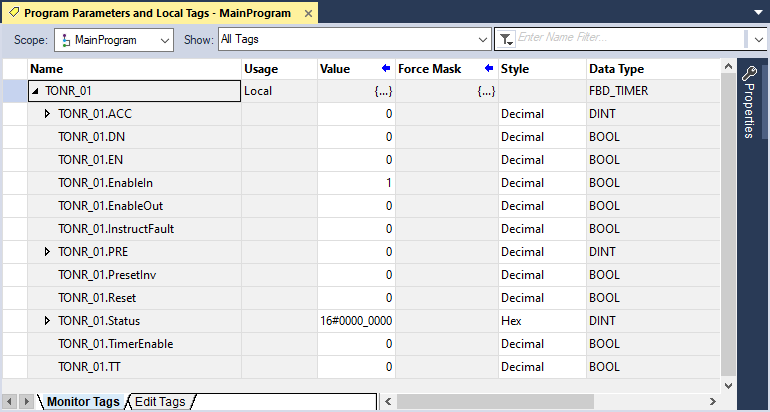 Program Parameters and Local Tags - MainProgram
Scope: MainProgram Show: All Tags Enter Name Filter...
Name Usage Value Force Mask Style Data Type
TONR_01 Local {...} {...} FBD_TIMER
TONR_01.ACC 0 Decimal DINT
TONR_01.DN 0 Decimal BOOL
TONR_01.EN 0 Decimal BOOL
TONR_01.EnableIn 1 Decimal BOOL
TONR_01.EnableOut 0 Decimal BOOL
TONR_01.InstructFault 0 Decimal BOOL
TONR_01.PRE 0 Decimal DINT
TONR_01.PresetInv 0 Decimal BOOL
TONR_01.Reset 0 Decimal BOOL
TONR_01.Status 16#0000_0000 Hex DINT
TONR_01.TimerEnable 0 Decimal BOOL
TONR_01.TT 0 Decimal BOOL
Monitor Tags Edit Tags
Properties